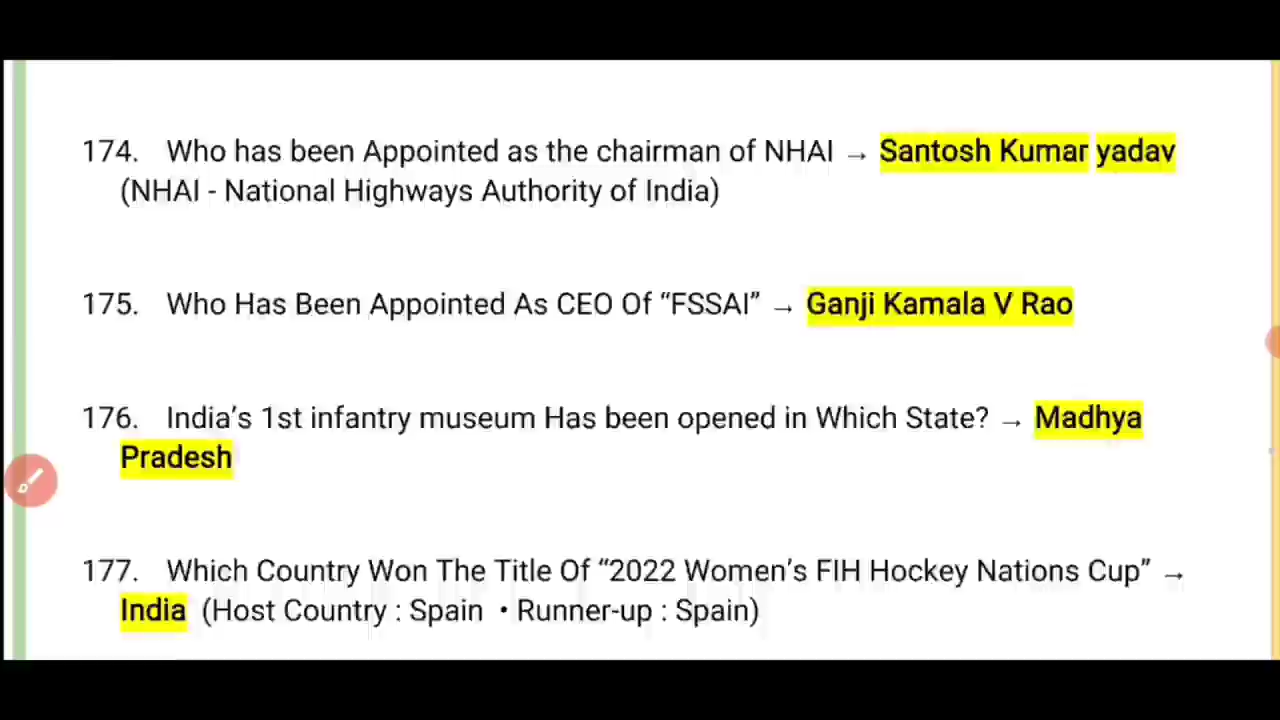 174. Who has been Appointed as the chairman of NHAI → Santosh Kumar yadav
(NHAI - National Highways Authority of India)
175. Who Has Been Appointed As CEO Of “FSSAI” → Ganji Kamala V Rao
176. India’s 1st infantry museum Has been opened in Which State? → Madhya
Pradesh
177. Which Country Won The Title Of “2022 Women’s FIH Hockey Nations Cup” →
India (Host Country : Spain • Runner-up : Spain)